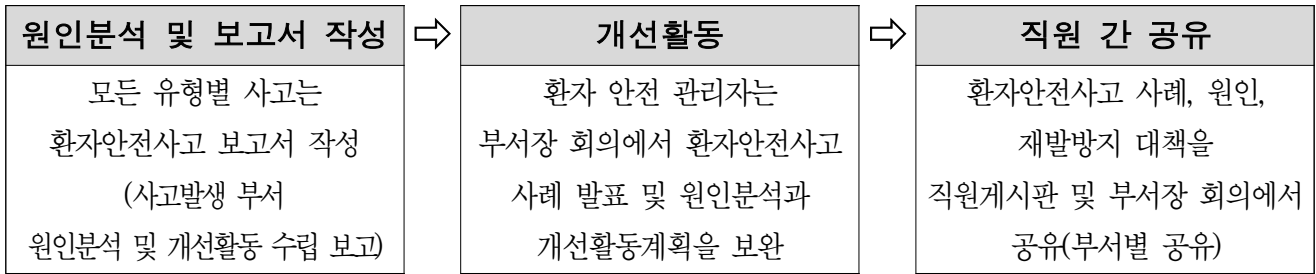 원인분석 및 보고서 작성
모든 유형별 사고는
환자안전사고 보고서 작성
(사고발생 부서
원인분석 및 개선활동 수립 보고)
⇨
개선활동
환자 안전 관리자는
부서장 회의에서 환자안전사고
사례 발표 및 원인분석과
개선활동계획을 보완
⇨
직원 간 공유
환자안전사고 사례, 원인,
재발방지 대책을
직원게시판 및 부서장 회의에서
공유(부서별 공유)